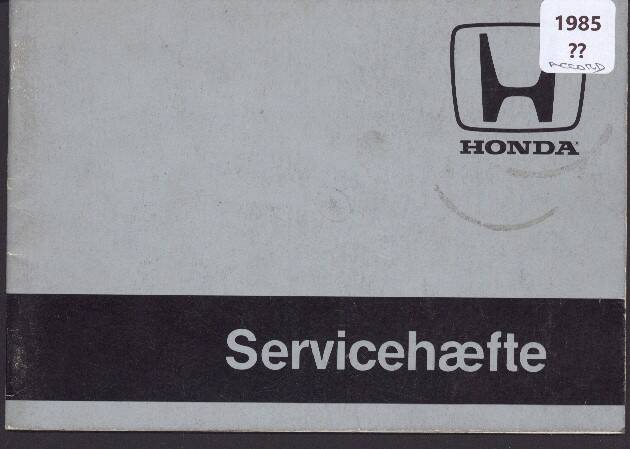 1985
??
ACCORD
HONDA
Servicehæfte